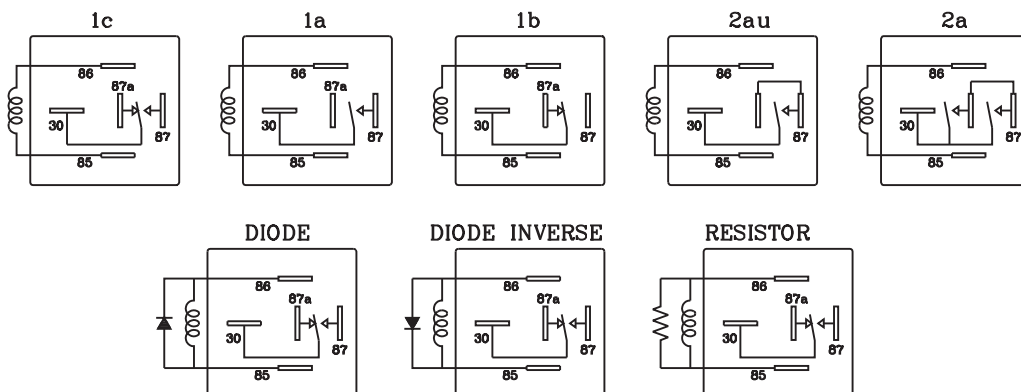 1c 1a 1b 2au 2a
86 86 86 86 86
87a 87a 87a
30 30 30 30 30
87 87 87 87 87
85 85 85 85 85
DIODE DIODE INVERSE RESISTOR
86 86 86
87a 87a 87a
30 30 30
87 87 87
85 85 85